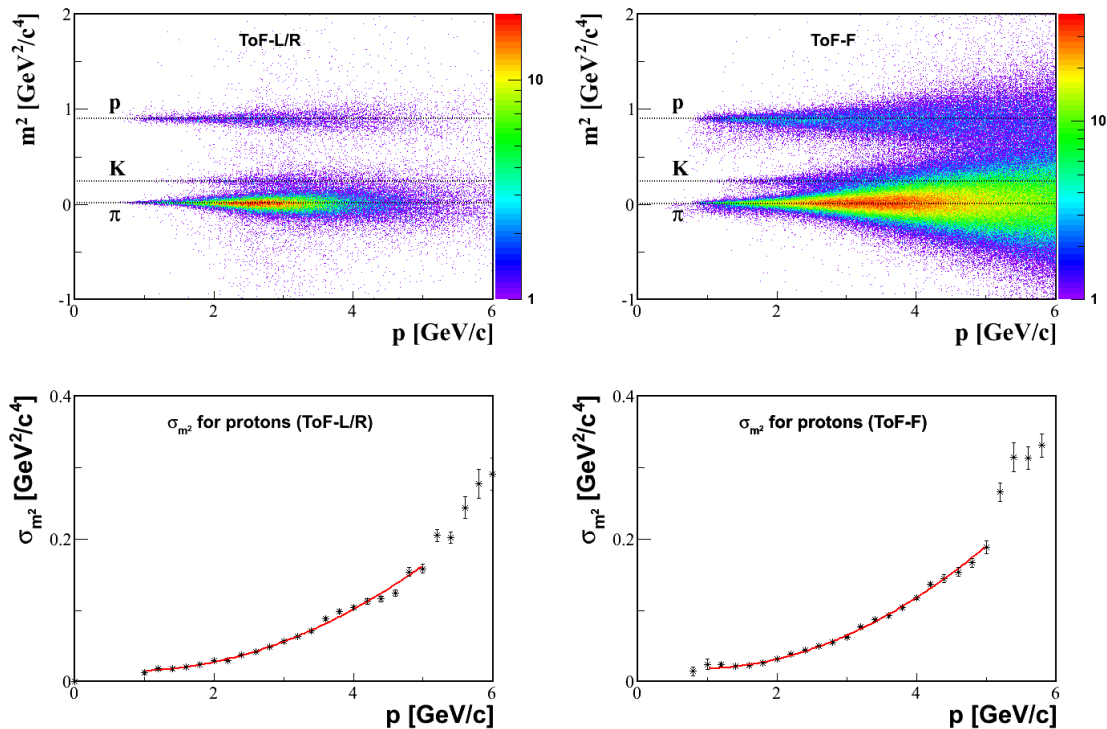 m² [GeV²/c⁴]
2
1
0
-1
ToF-L/R
p
K
π
10
1
0
2
4
6
p [GeV/c]
m² [GeV²/c⁴]
2
1
0
-1
ToF-F
p
K
π
10
1
0
2
4
6
p [GeV/c]
σ_m² [GeV²/c⁴]
0.4
0.2
0
σ_m² for protons (ToF-L/R)
0
2
4
6
p [GeV/c]
σ_m² [GeV²/c⁴]
0.4
0.2
0
σ_m² for protons (ToF-F)
0
2
4
6
p [GeV/c]